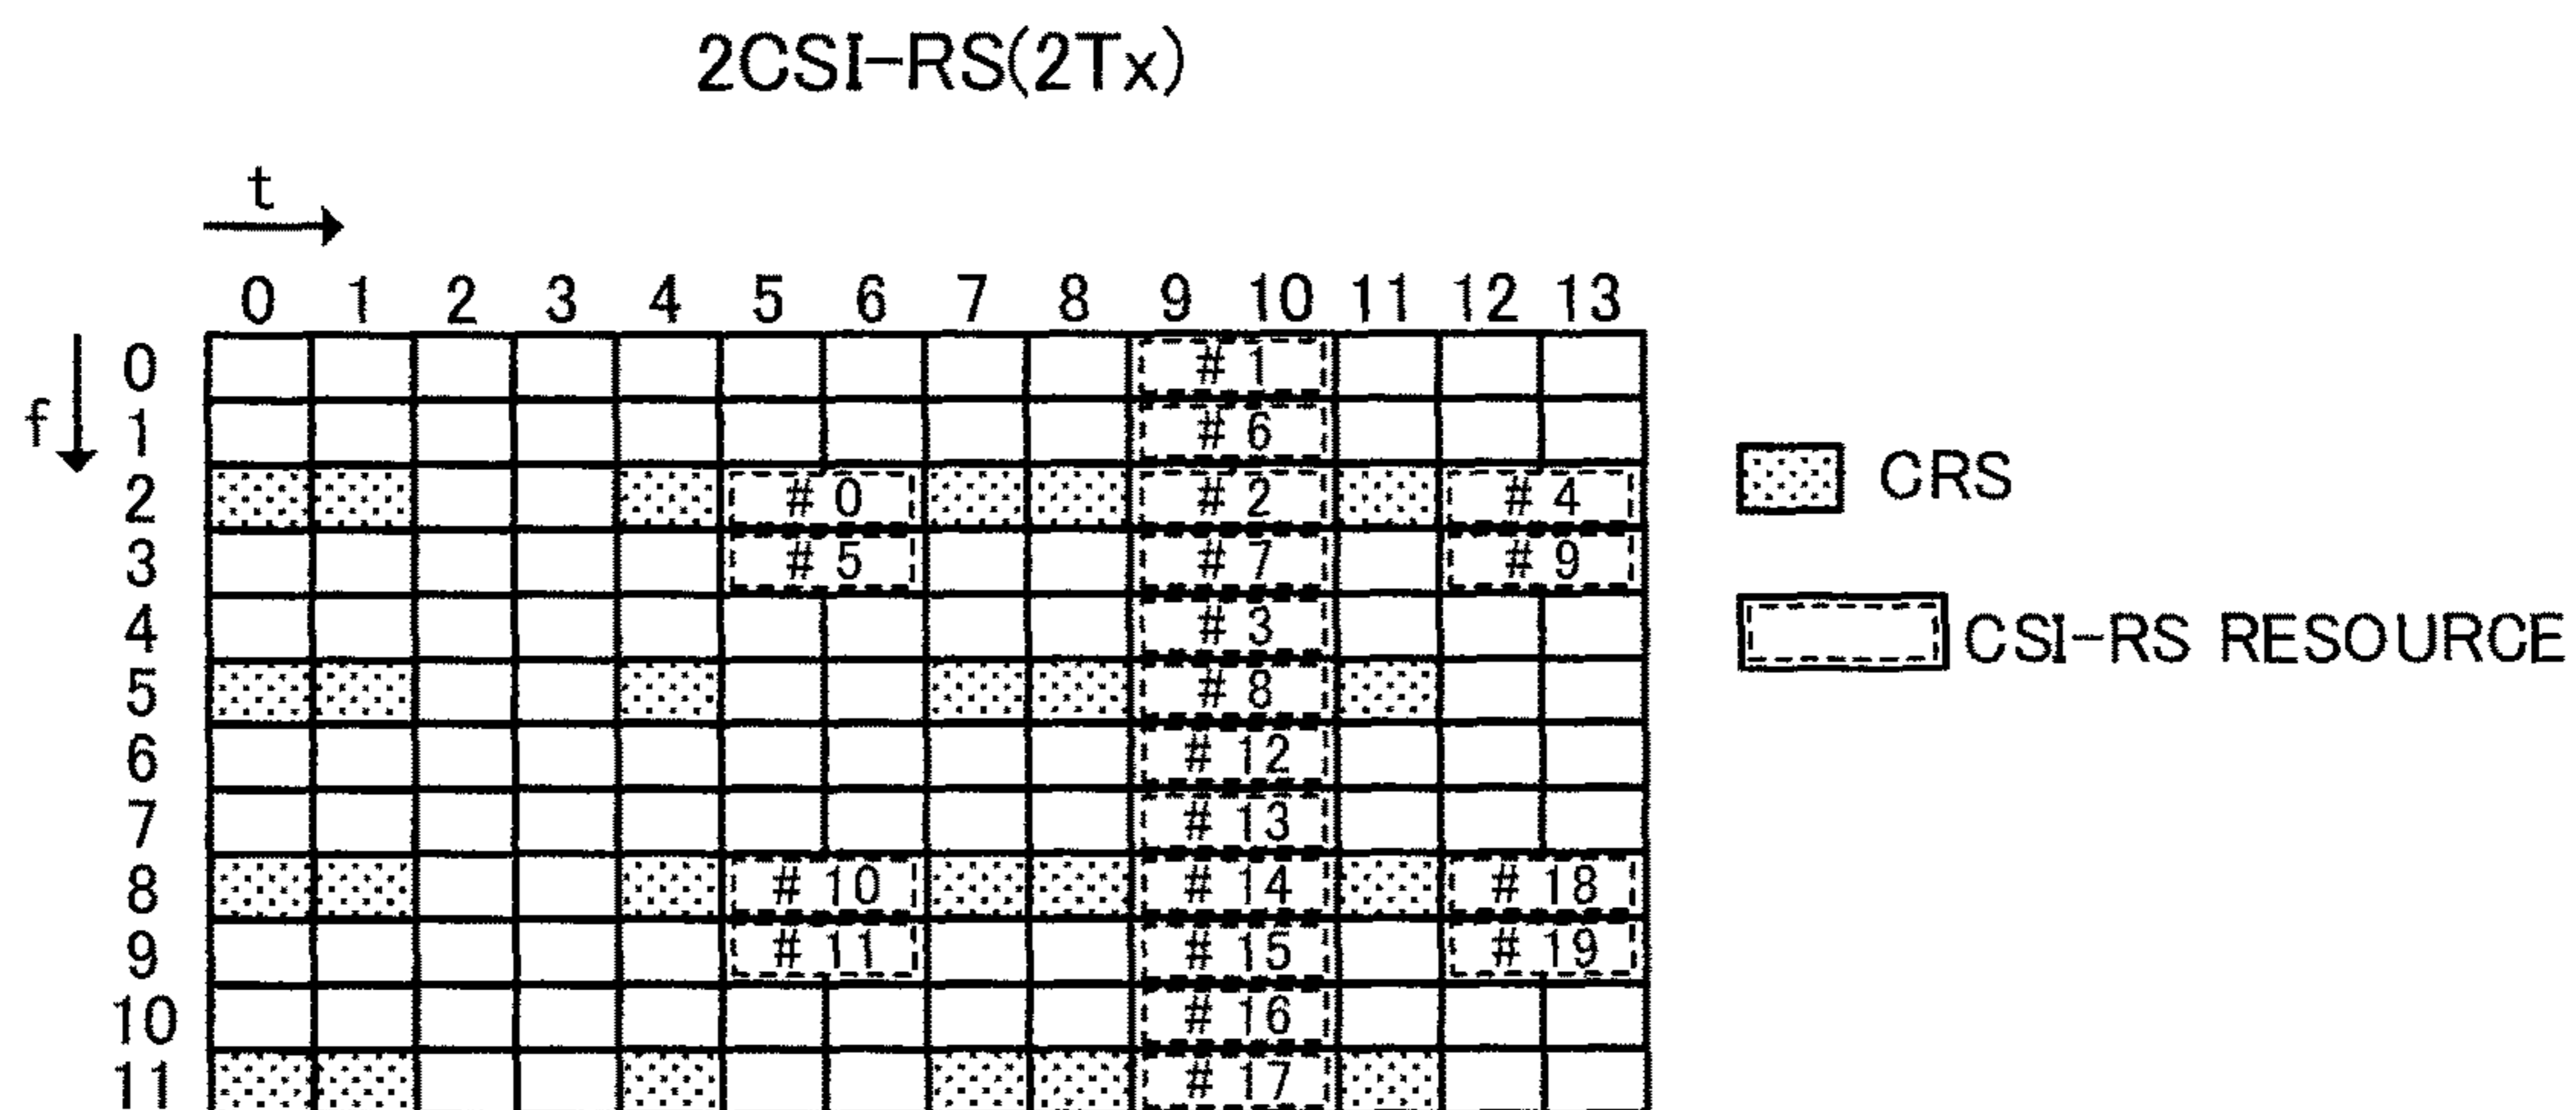 2CSI-RS(2Tx)
t
0 1 2 3 4 5 6 7 8 9 10 11 12 13
f
0 # 1
1 # 6
2 # 0 # 2 # 4
3 # 5 # 7 # 9
4 # 3
5 # 8
6 # 12
7 # 13
8 # 10 # 14 # 18
9 # 11 # 15 # 19
10 # 16
11 # 17
CRS
CSI-RS RESOURCE